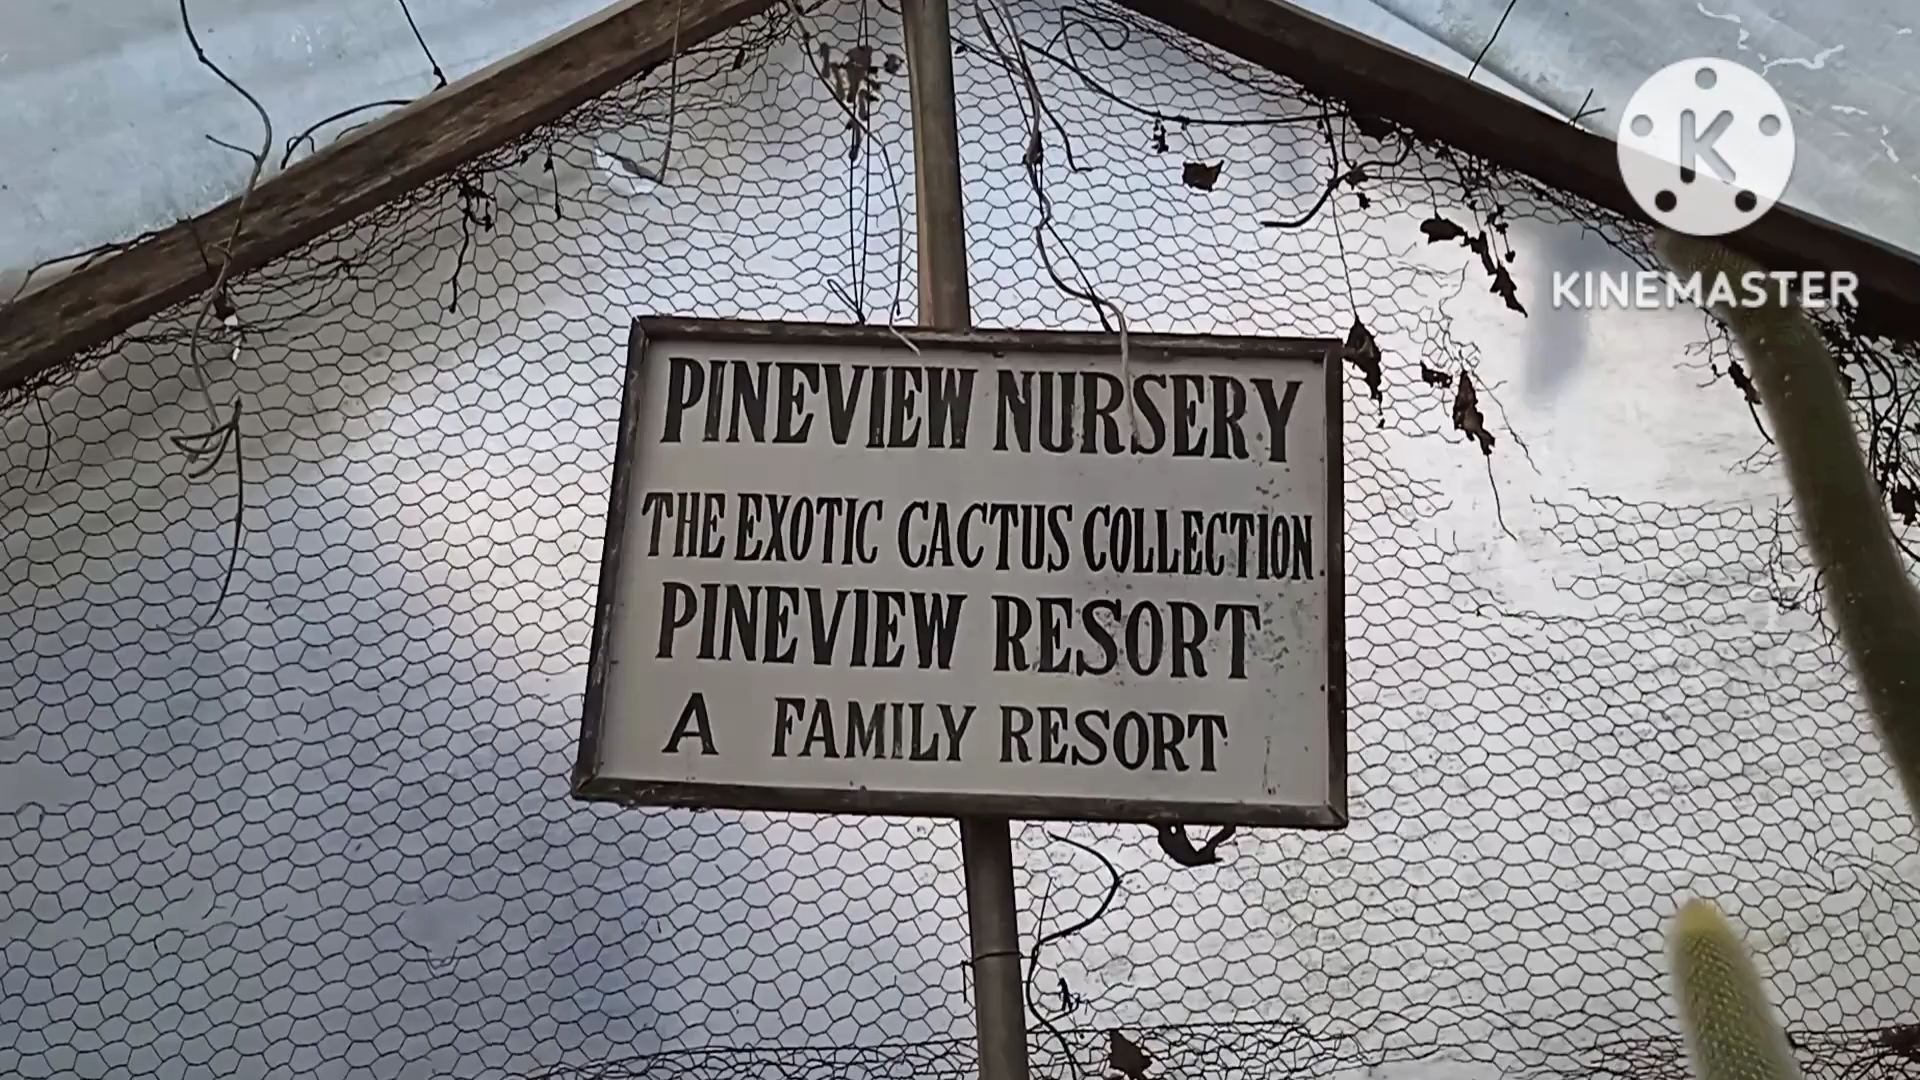 K
KINEMASTER
PINEVIEW NURSERY
THE EXOTIC CACTUS COLLECTION.
PINEVIEW RESORT
A FAMILY RESORT